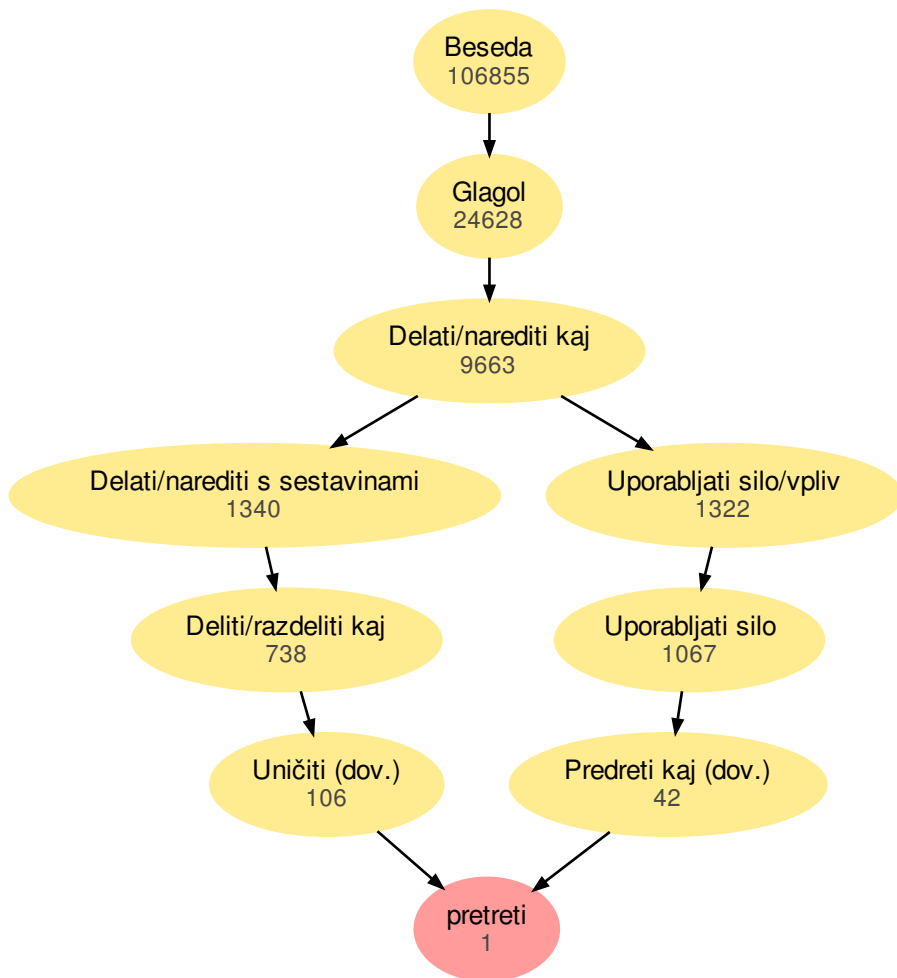 Beseda
106855
Glagol
24628
Delati/narediti kaj
9663
Delati/narediti s sestavinami
1340
Uporabljati silo/vpliv
1322
Deliti/razdeliti kaj
738
Uporabljati silo
1067
Uničiti (dov.)
106
Predreti kaj (dov.)
42
pretreti
1